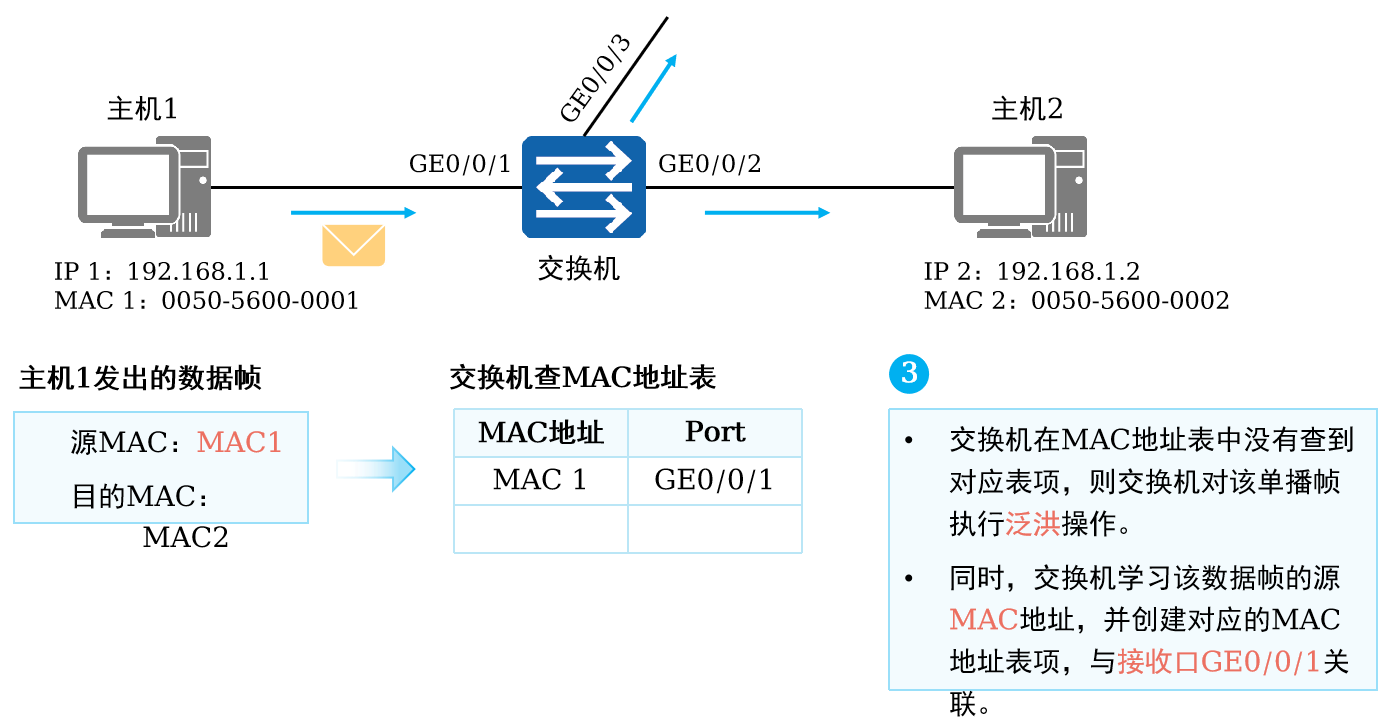 GE0/0/3
主机1
主机2
GE0/0/1
GE0/0/2
交换机
IP 1：192.168.1.1
MAC 1：0050-5600-0001
IP 2：192.168.1.2
MAC 2：0050-5600-0002
主机1发出的数据帧
源MAC：MAC1
目的MAC：
MAC2
交换机查MAC地址表
MAC地址 Port
MAC 1 GE0/0/1
3
• 交换机在MAC地址表中没有查到
对应表项，则交换机对该单播帧
执行泛洪操作。
• 同时，交换机学习该数据帧的源
MAC地址，并创建对应的MAC
地址表项，与接收口GE0/0/1关
联。